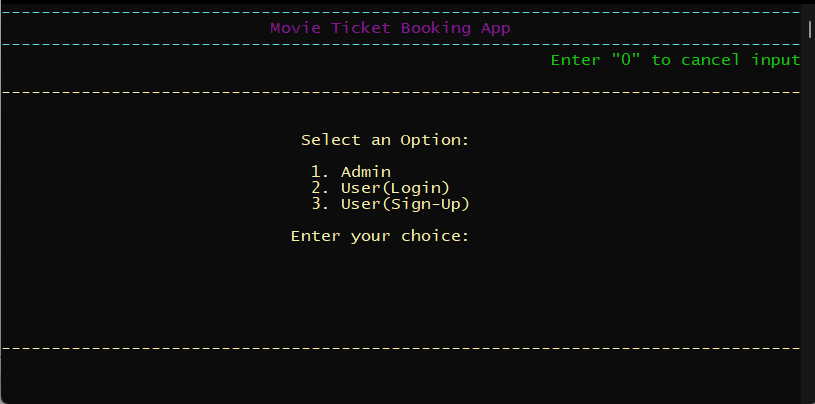 --------------------------------------------------------------------------------
Movie Ticket Booking App
--------------------------------------------------------------------------------
Enter "0" to cancel input
--------------------------------------------------------------------------------
Select an Option:
1. Admin
2. User(Login)
3. User(Sign-Up)
Enter your choice:
--------------------------------------------------------------------------------